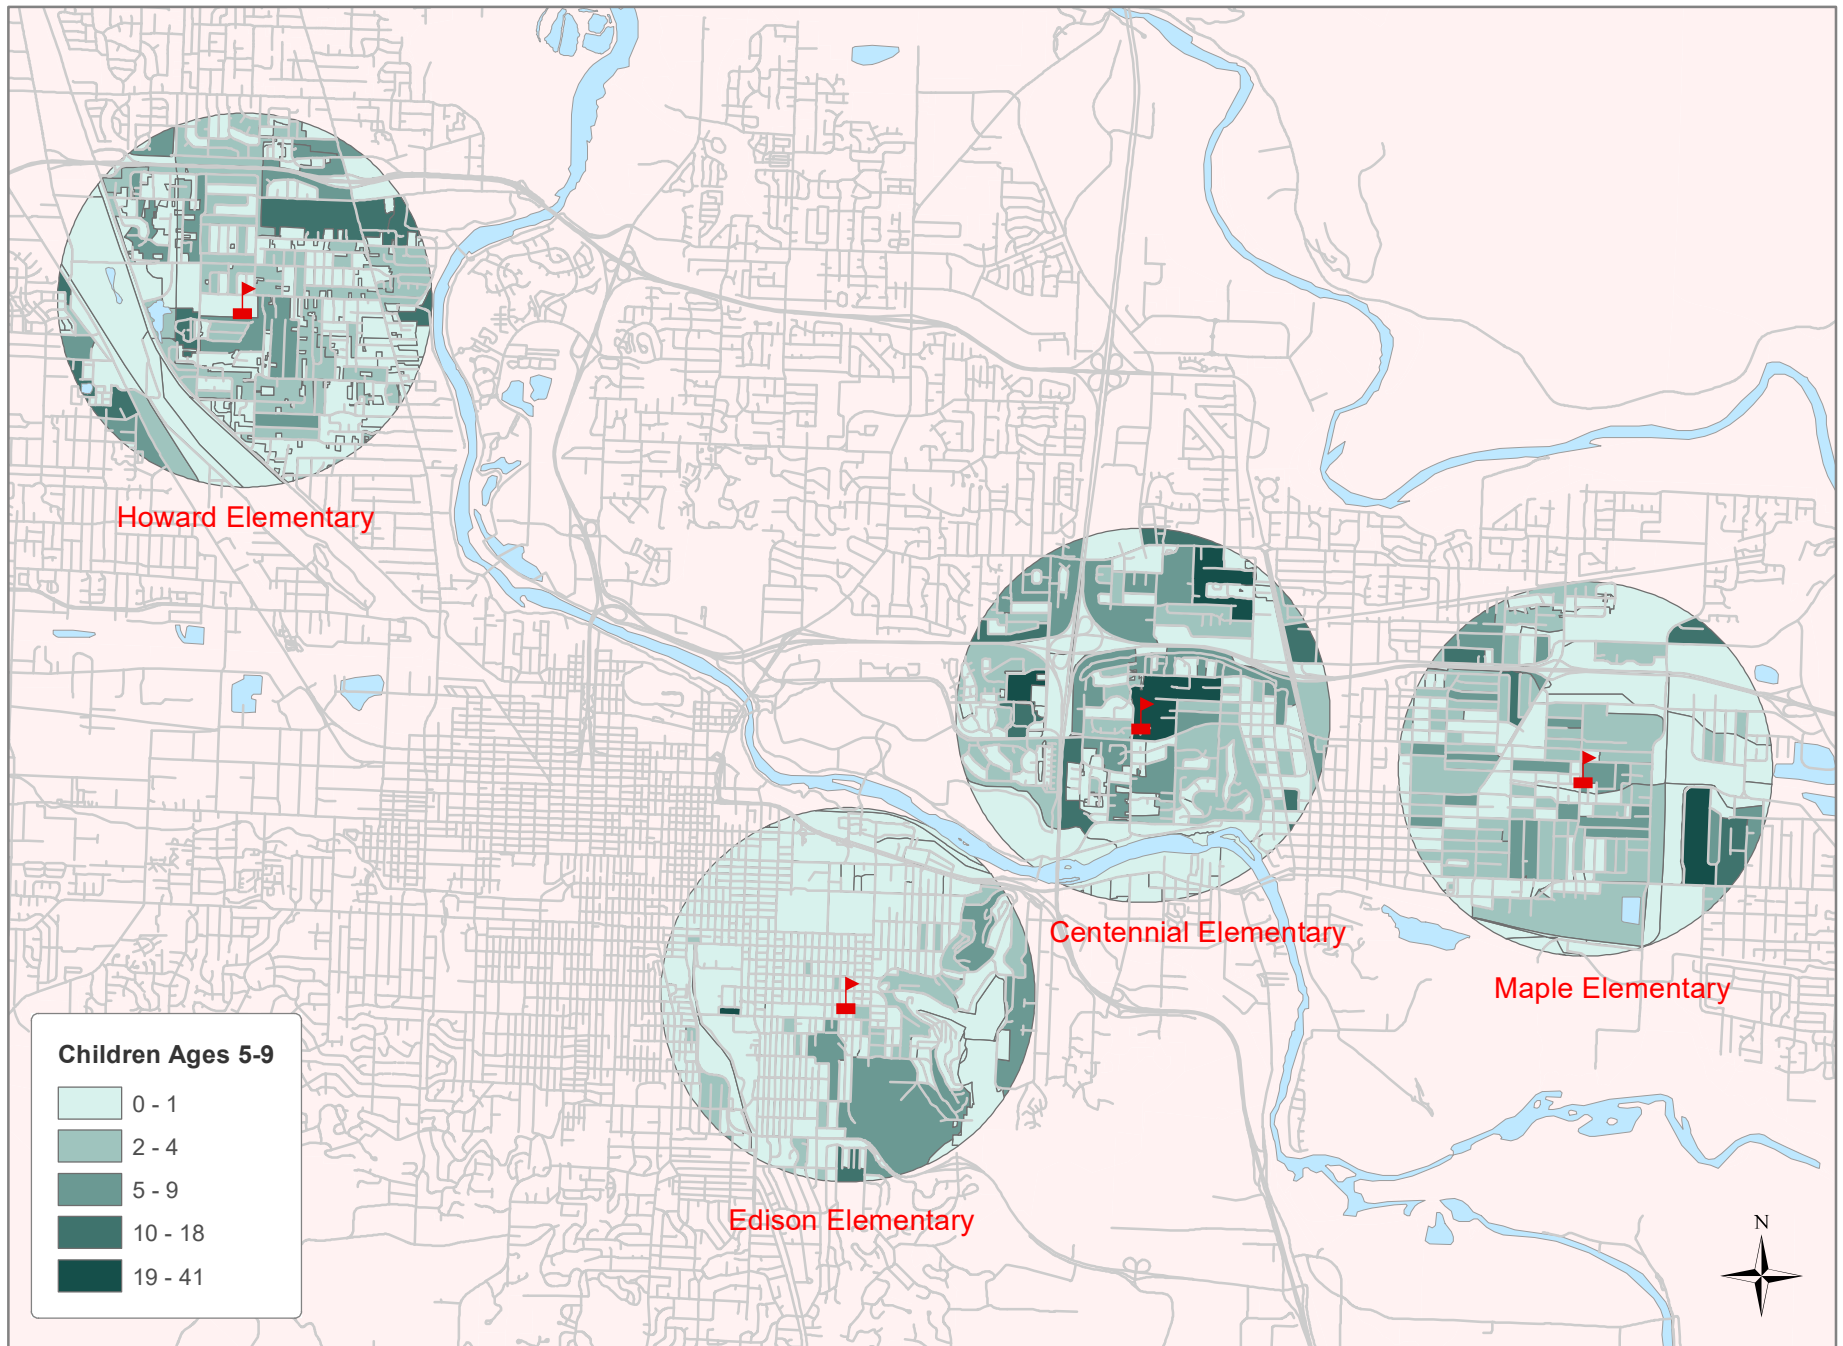 Howard Elementary
Centennial Elementary
Maple Elementary
Edison Elementary
Children Ages 5-9
0 - 1
2 - 4
5 - 9
10 - 18
19 - 41
N